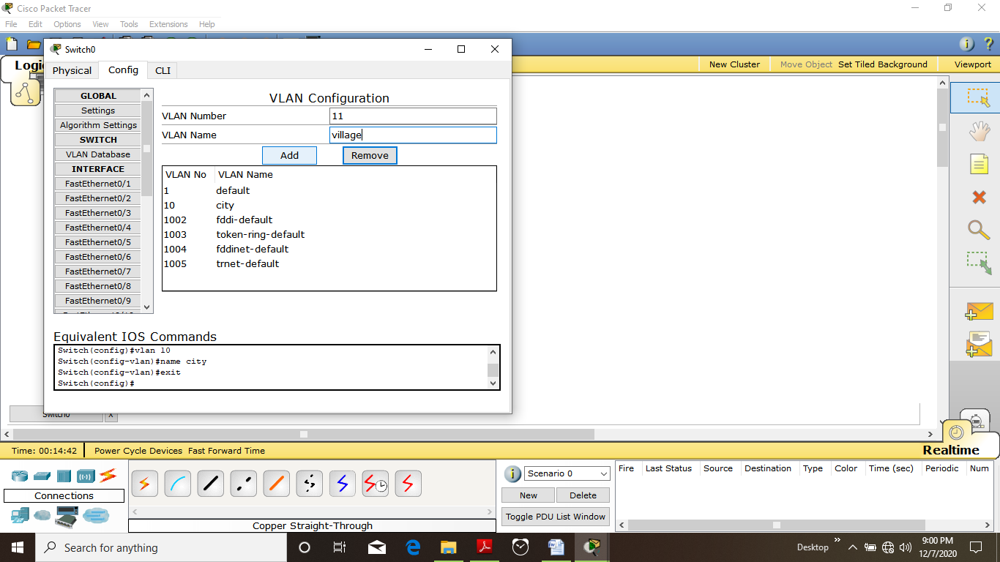 Cisco Packet Tracer
File Edit Options View Tools Extensions Help
Switch0
Logi
New Cluster Move Object Set Tiled Background Viewport
Physical Config CLI
GLOBAL
Settings
Algorithm Settings
SWITCH
VLAN Database
INTERFACE
FastEthernet0/1
FastEthernet0/2
FastEthernet0/3
FastEthernet0/4
FastEthernet0/5
FastEthernet0/6
FastEthernet0/7
FastEthernet0/8
FastEthernet0/9
VLAN Configuration
VLAN Number 11
VLAN Name village
Add Remove
VLAN No VLAN Name
1 default
10 city
1002 fddi-default
1003 token-ring-default
1004 fddinet-default
1005 trnet-default
Equivalent IOS Commands
Switch(config)#vlan 10
Switch(config-vlan)#name city
Switch(config-vlan)#exit
Switch(config)#
Switch0 X
Time: 00:14:42 Power Cycle Devices Fast Forward Time
Realtime
Connections
Copper Straight-Through
Scenario 0
New Delete
Toggle PDU List Window
Fire Last Status Source Destination Type Color Time (sec) Periodic Num
Search for anything
Desktop
9:00 PM
12/7/2020